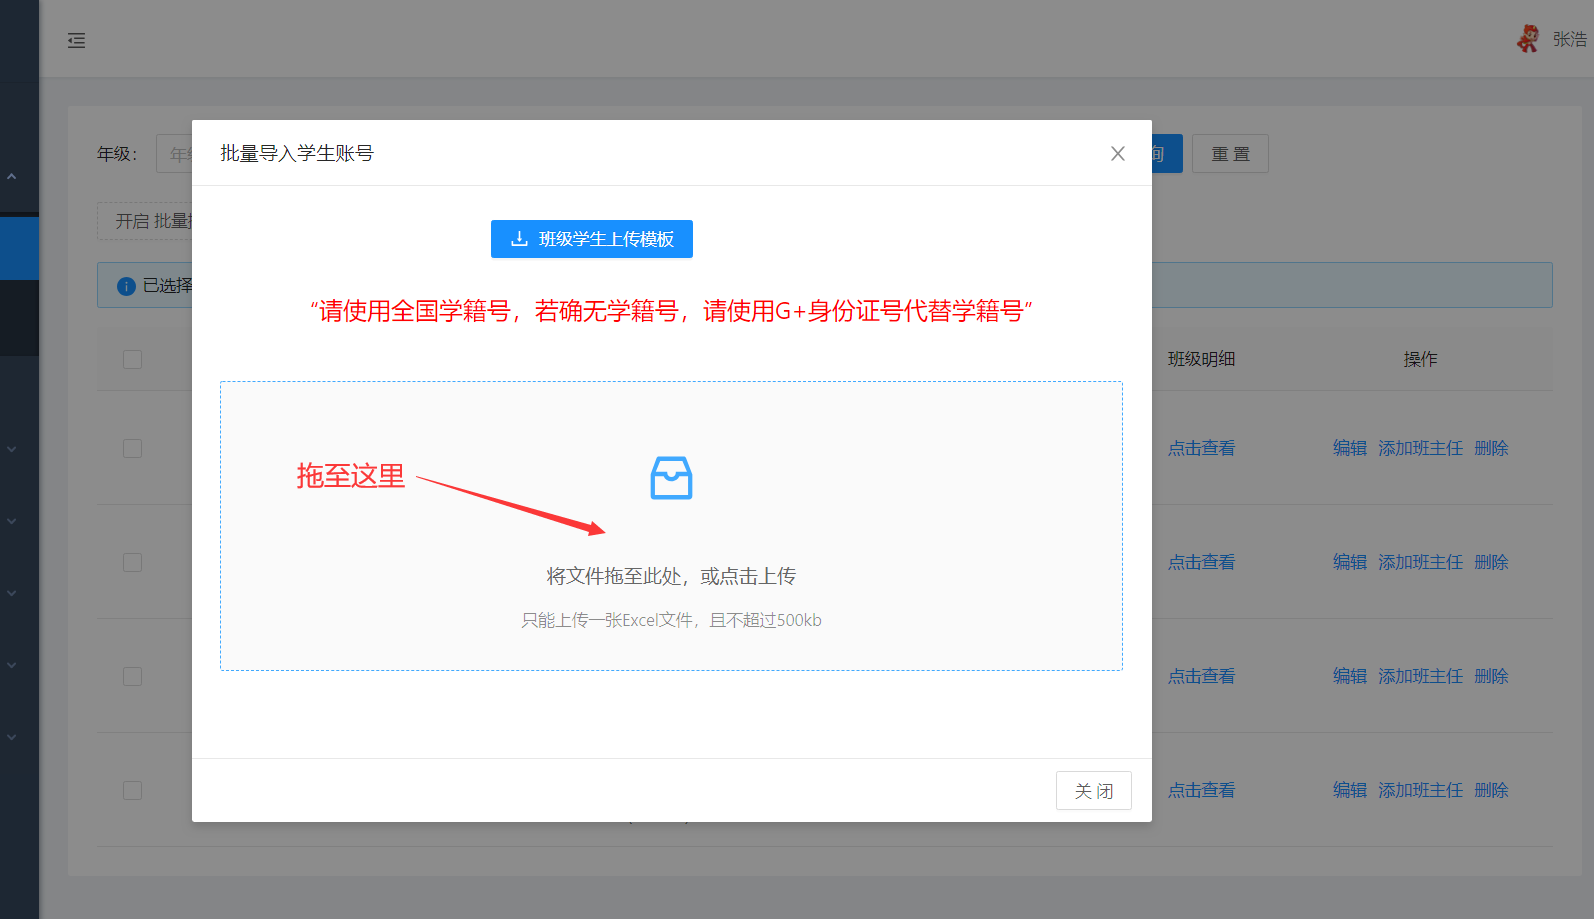 张浩
年级：
批量导入学生账号
重 置
开启 批量
班级学生上传模板
已选择
“请使用全国学籍号，若确无学籍号，请使用G+身份证号代替学籍号”
班级明细 操作
点击查看 编辑 添加班主任 删除
拖至这里
点击查看 编辑 添加班主任 删除
将文件拖至此处，或点击上传
只能上传一张Excel文件，且不超过500kb
点击查看 编辑 添加班主任 删除
点击查看 编辑 添加班主任 删除
关 闭